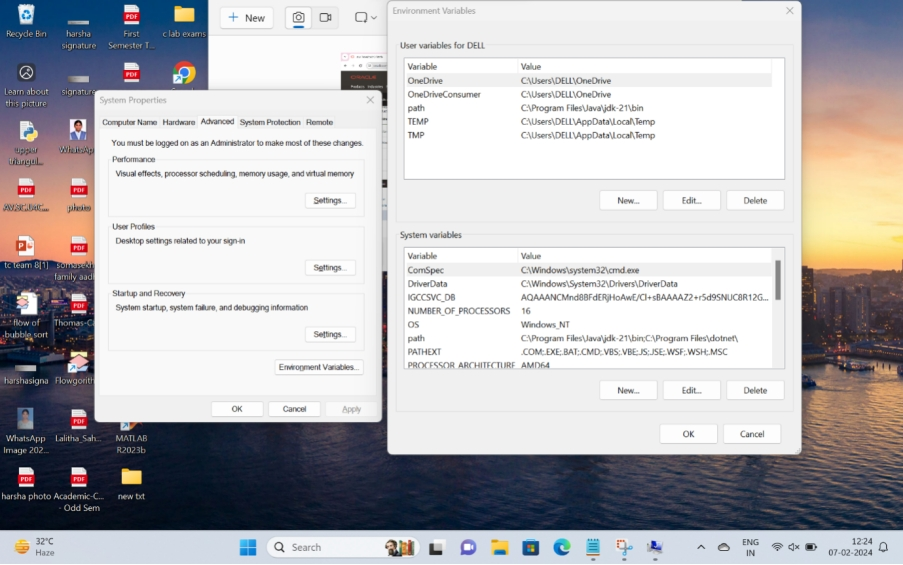 Recycle Bin
harsha
signature
First
Semester T...
c lab exams
Learn about
this picture
signature
upper
triangul...
WhatsAp
PDF
photo
tc team 8[1]
somasekh
family aadh
flow of
bubble sort
Thomas-C
harshasigna
Flowgorith
WhatsApp
Image 202...
Lalitha_Sah...
MATLAB
R2023b
harsha photo
Academic-C...
- Odd Sem
new txt
New
System Properties
Computer Name
Hardware
Advanced
System Protection
Remote
You must be logged on as an Administrator to make most of these changes.
Performance
Visual effects, processor scheduling, memory usage, and virtual memory
Settings...
User Profiles
Desktop settings related to your sign-in
Settings...
Startup and Recovery
System startup, system failure, and debugging information
Settings...
Environment Variables...
OK
Cancel
Apply
Environment Variables
User variables for DELL
Variable Value
OneDrive C:\Users\DELL\OneDrive
OneDriveConsumer C:\Users\DELL\OneDrive
path C:\Program Files\Java\jdk-21\bin
TEMP C:\Users\DELL\AppData\Local\Temp
TMP C:\Users\DELL\AppData\Local\Temp
New... Edit... Delete
System variables
Variable Value
ComSpec C:\Windows\system32\cmd.exe
DriverData C:\Windows\System32\Drivers\DriverData
NUMBER_OF_PROCESSORS 16
OS Windows_NT
path C:\Program Files\Java\jdk-21\bin;C:\Program Files\dotnet\
PATHEXT .COM;.EXE;.BAT;.CMD;.VBS;.VBE;.JS;.JSE;.WSF;.WSH;.MSC
PROCESSOR_ARCHITECTURE AMD64
New... Edit... Delete
OK Cancel
32°C
Haze
Search
ENG
IN
12:24
07-02-2024